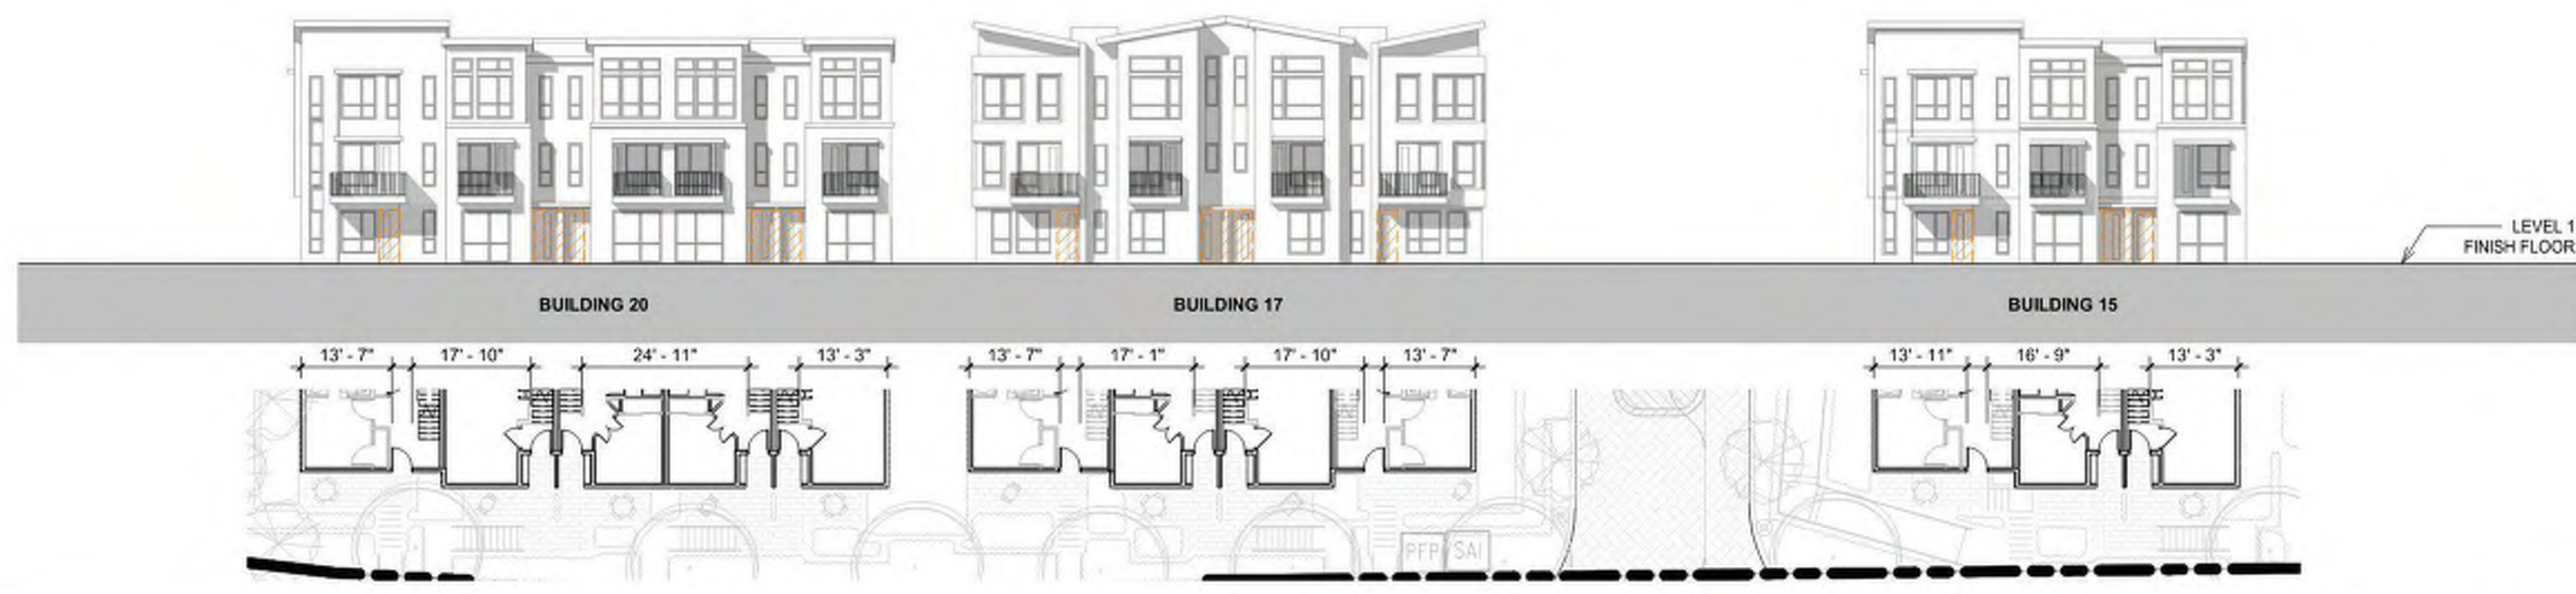 LEVEL 1
FINISH FLOOR
BUILDING 20
BUILDING 17
BUILDING 15
13' - 7"
17' - 10"
24' - 11"
13' - 3"
13' - 7"
17' - 1"
17' - 10"
13' - 7"
13' - 11"
16' - 9"
13' - 3"
PFP
SAI